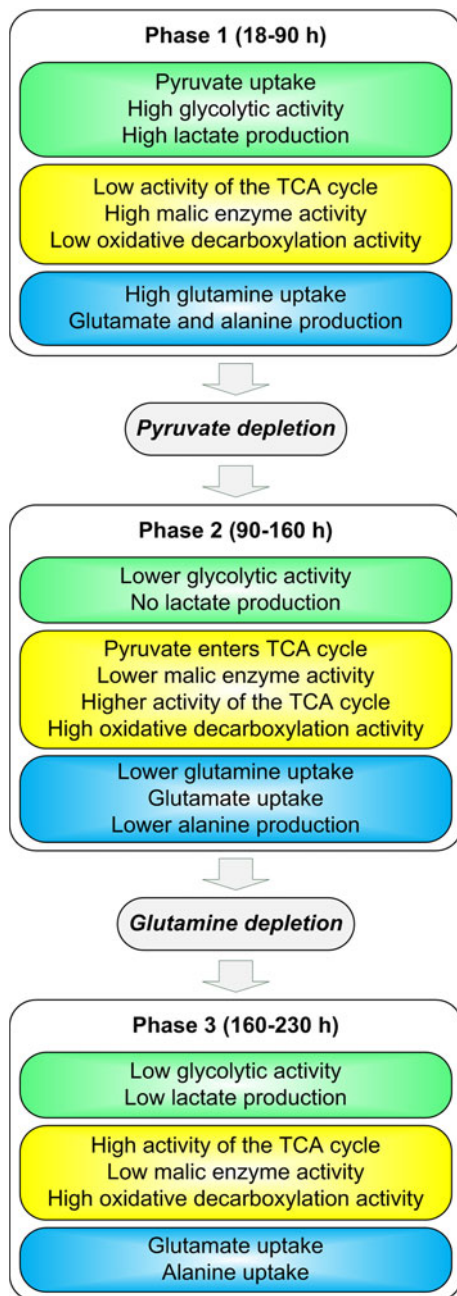 Phase 1 (18-90 h)
Pyruvate uptake
High glycolytic activity
High lactate production
Low activity of the TCA cycle
High malic enzyme activity
Low oxidative decarboxylation activity
High glutamine uptake
Glutamate and alanine production
Pyruvate depletion
Phase 2 (90-160 h)
Lower glycolytic activity
No lactate production
Pyruvate enters TCA cycle
Lower malic enzyme activity
Higher activity of the TCA cycle
High oxidative decarboxylation activity
Lower glutamine uptake
Glutamate uptake
Lower alanine production
Glutamine depletion
Phase 3 (160-230 h)
Low glycolytic activity
Low lactate production
High activity of the TCA cycle
Low malic enzyme activity
High oxidative decarboxylation activity
Glutamate uptake
Alanine uptake